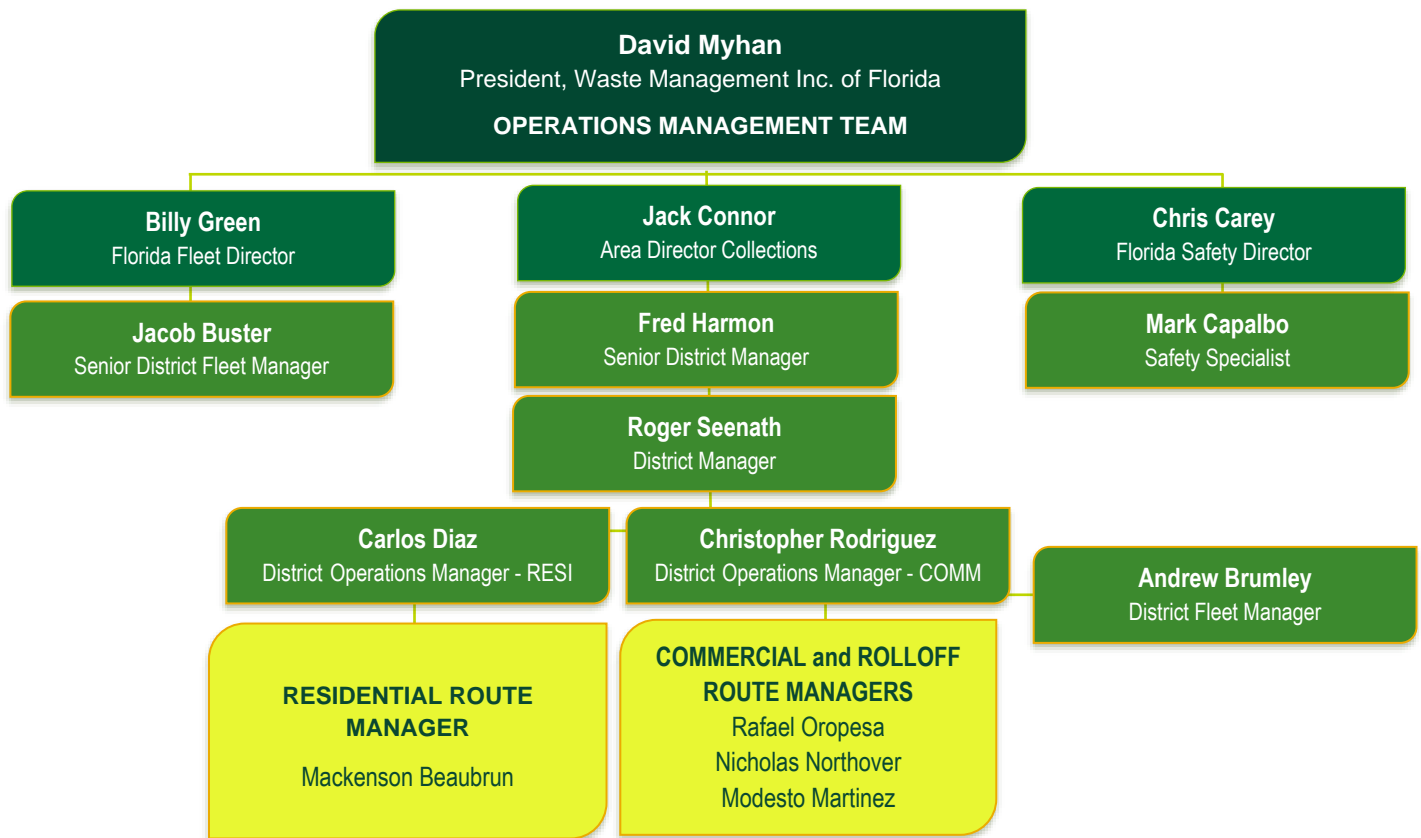 David Myhan
President, Waste Management Inc. of Florida
OPERATIONS MANAGEMENT TEAM
Billy Green
Florida Fleet Director
Jack Connor
Area Director Collections
Chris Carey
Florida Safety Director
Jacob Buster
Senior District Fleet Manager
Fred Harmon
Senior District Manager
Mark Capalbo
Safety Specialist
Roger Seenath
District Manager
Carlos Diaz
District Operations Manager - RESI
Christopher Rodriguez
District Operations Manager - COMM
Andrew Brumley
District Fleet Manager
RESIDENTIAL ROUTE
MANAGER
Mackenson Beaubrun
COMMERCIAL and ROLLOFF
ROUTE MANAGERS
Rafael Oropesa
Nicholas Northover
Modesto Martinez